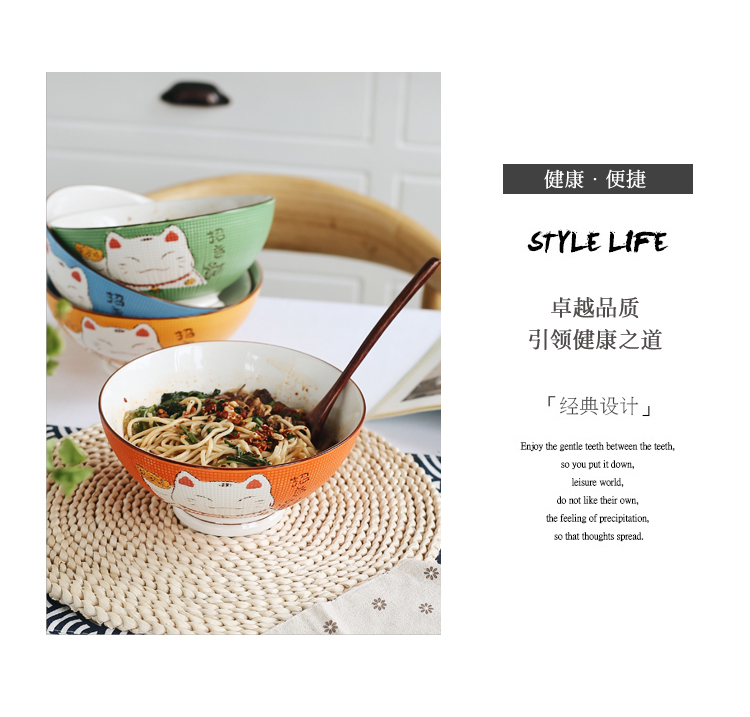 健康·便捷
STYLE LIFE
卓越品质
引领健康之道
「经典设计」
Enjoy the gentle teeth between the teeth,
so you put it down,
leisure world,
do not like their own,
the feeling of precipitation,
so that thoughts spread.